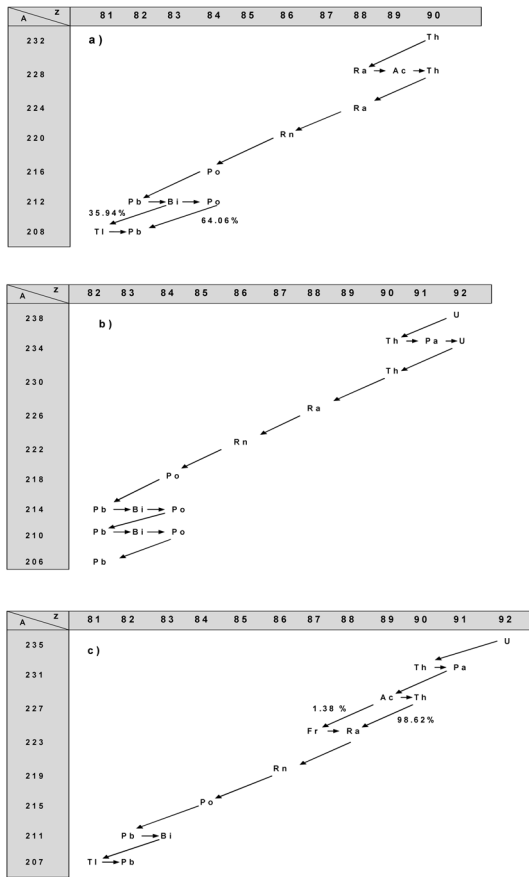 A Z 81 82 83 84 86 87 88 89 90
a )
232 Th
228 Ra Ac Th
224 Ra
220 Rn
216 Po
212 Pb Bi Po
35.94% 64.06%
208 Tl Pb
A Z 82 83 84 86 88 89 90 91 92
b )
238 U
234 Th Pa U
230 Th
226 Ra
222 Rn
218 Po
214 Pb Bi Po
210 Pb Bi Po
206 Pb
A Z 81 82 83 84 86 87 88 89 90 91 92
c )
235 U
231 Th Pa
227 Ac Th
1.38 % 98.62%
Fr Ra
223
219 Rn
215 Po
211 Pb Bi
207 Tl Pb